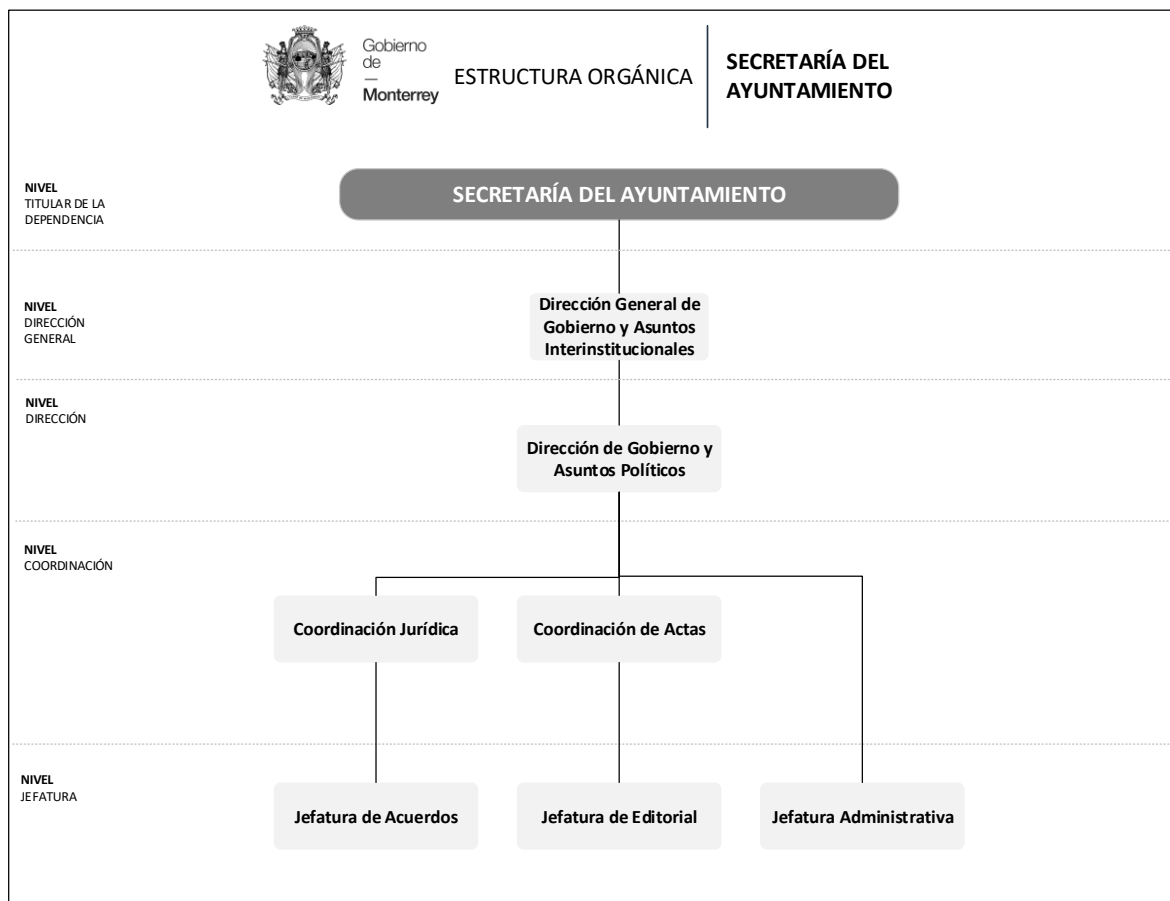 Gobierno
de
—
Monterrey
ESTRUCTURA ORGÁNICA
SECRETARÍA DEL
AYUNTAMIENTO
NIVEL
TITULAR DE LA
DEPENDENCIA
SECRETARÍA DEL AYUNTAMIENTO
NIVEL
DIRECCIÓN
GENERAL
Dirección General de
Gobierno y Asuntos
Interinstitucionales
NIVEL
DIRECCIÓN
Dirección de Gobierno y
Asuntos Políticos
NIVEL
COORDINACIÓN
Coordinación Jurídica
Coordinación de Actas
NIVEL
JEFATURA
Jefatura de Acuerdos
Jefatura de Editorial
Jefatura Administrativa